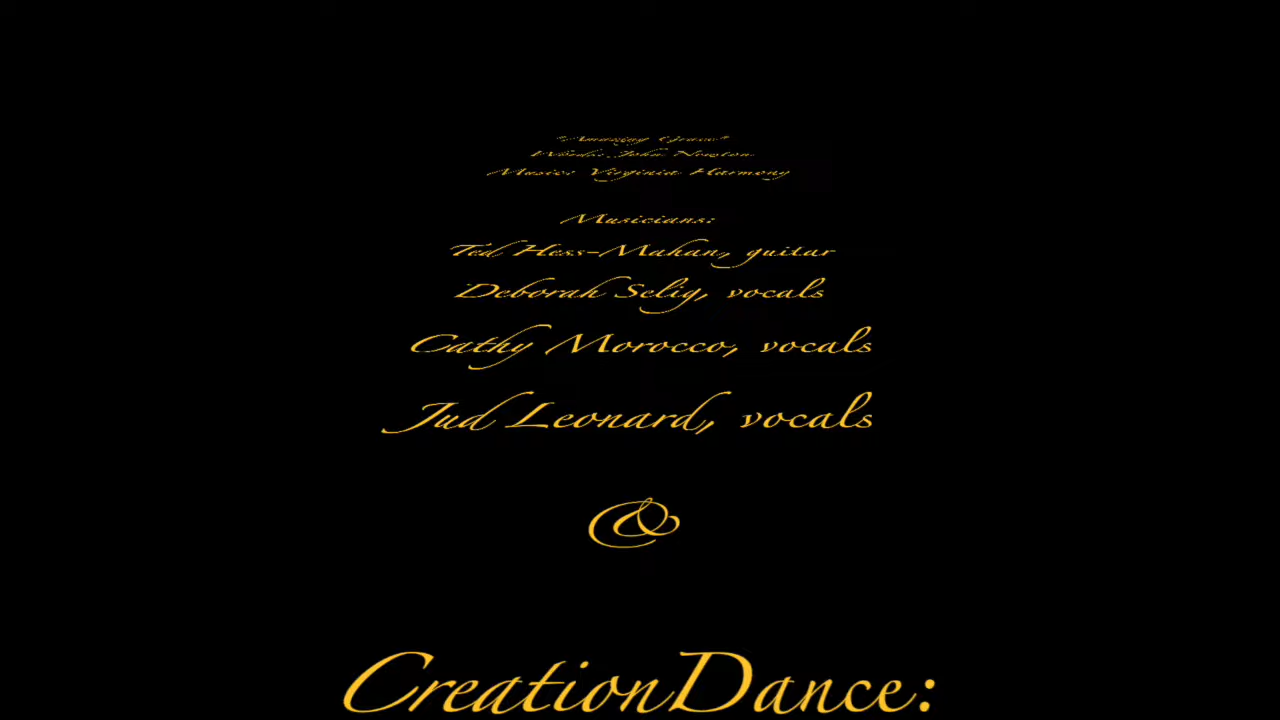 "Amazing Grace"
Words: John Newton
Music: Virginia Harmony
Musicians:
Ted Hess-Mahan, guitar
Deborah Selig, vocals
Cathy Morocco, vocals
Jud Leonard, vocals
&
CreationDance: